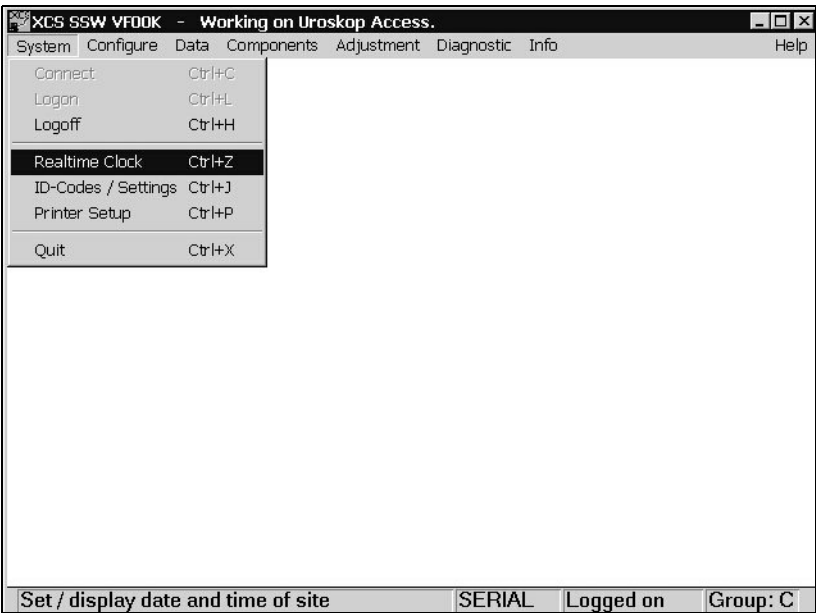 XCS SSW VF00K - Working on Uroskop Access.
System Configure Data Components Adjustment Diagnostic Info Help
Connect Ctrl+C
Logon Ctrl+L
Logoff Ctrl+H
Realtime Clock Ctrl+Z
ID-Codes / Settings Ctrl+J
Printer Setup Ctrl+P
Quit Ctrl+X
Set / display date and time of site SERIAL Logged on Group: C